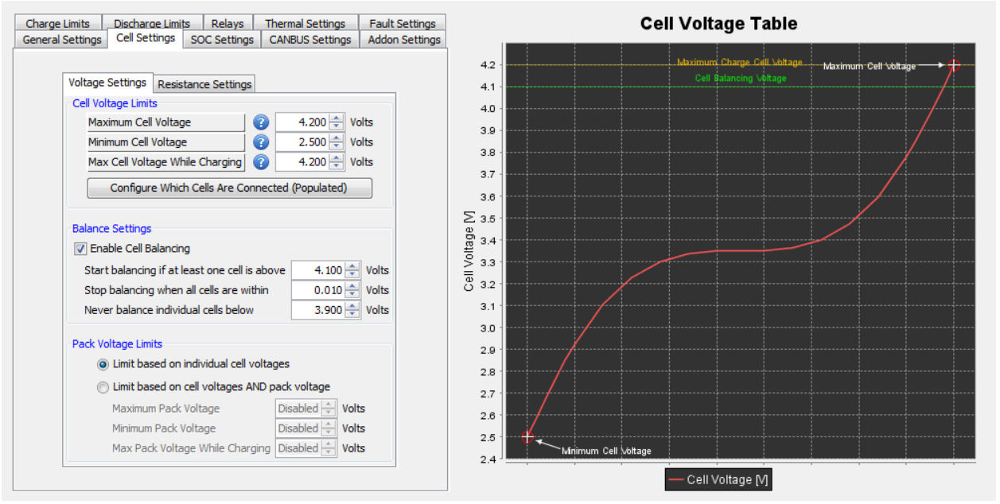 Charge Limits Discharge Limits Relays Thermal Settings Fault Settings
General Settings Cell Settings SOC Settings CANBUS Settings Addon Settings
Voltage Settings Resistance Settings
Cell Voltage Limits
Maximum Cell Voltage ? 4.200 Volts
Minimum Cell Voltage ? 2.500 Volts
Max Cell Voltage While Charging ? 4.200 Volts
Configure Which Cells Are Connected (Populated)
Balance Settings
Enable Cell Balancing
Start balancing if at least one cell is above 4.100 Volts
Stop balancing when all cells are within 0.010 Volts
Never balance individual cells below 3.900 Volts
Pack Voltage Limits
Limit based on individual cell voltages
Limit based on cell voltages AND pack voltage
Maximum Pack Voltage Disabled Volts
Minimum Pack Voltage Disabled Volts
Max Pack Voltage While Charging Disabled Volts
Cell Voltage Table
Maximum Charge Cell Voltage
Maximum Cell Voltage
Cell Balancing Voltage
4.2
4.1
4.0
3.9
3.8
3.7
3.6
3.5
3.4
3.3
3.2
3.1
3.0
2.9
2.8
2.7
2.6
2.5
2.4
Cell Voltage [V]
Minimum Cell Voltage
Cell Voltage [V]